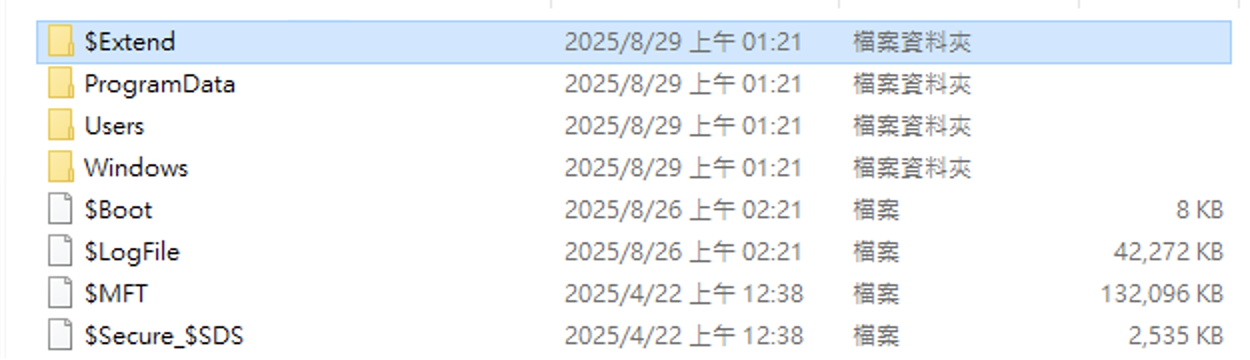 $Extend 2025/8/29 上午 01:21 檔案資料夾
ProgramData 2025/8/29 上午 01:21 檔案資料夾
Users 2025/8/29 上午 01:21 檔案資料夾
Windows 2025/8/29 上午 01:21 檔案資料夾
$Boot 2025/8/26 上午 02:21 檔案 8 KB
$LogFile 2025/8/26 上午 02:21 檔案 42,272 KB
$MFT 2025/4/22 上午 12:38 檔案 132,096 KB
$Secure_$SDS 2025/4/22 上午 12:38 檔案 2,535 KB